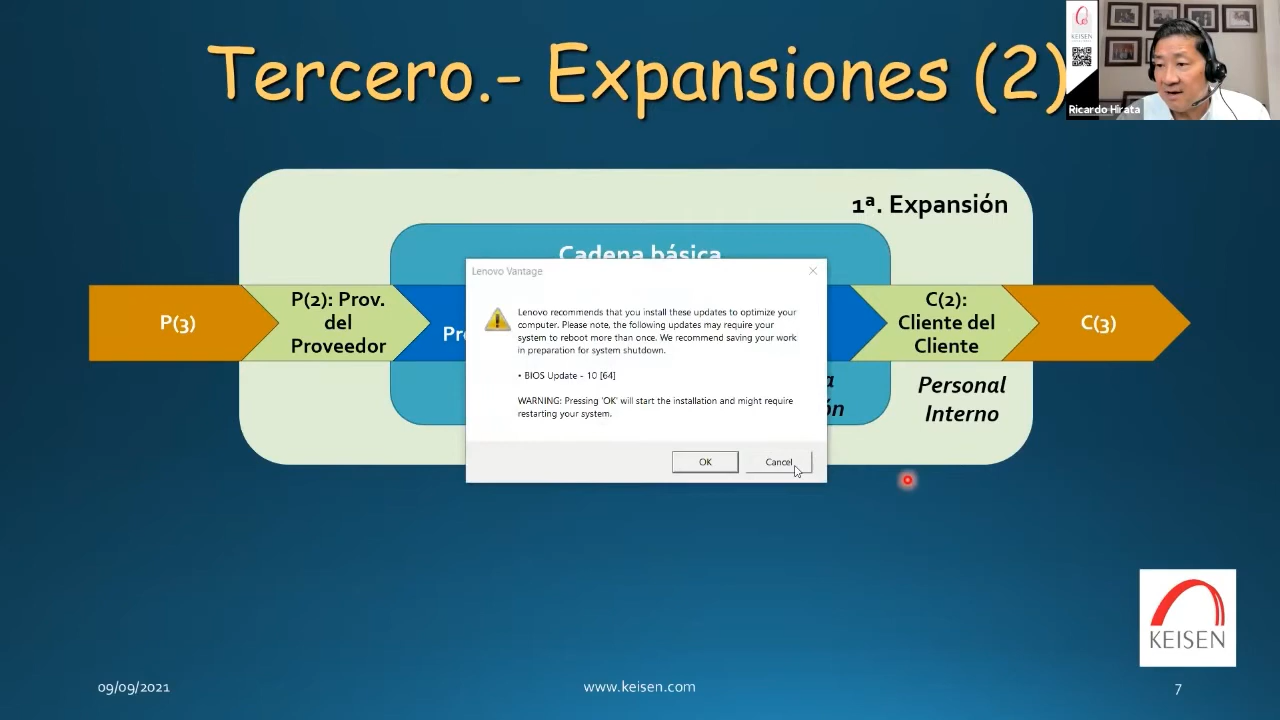 Tercero.- Expansiones (2)
KEISEN
Ricardo Hirata
1ª. Expansión
Cadena básica
P(3)
P(2): Prov.
del
Proveedor
C(2):
Cliente del
Cliente
C(3)
Personal
Interno
Lenovo Vantage
Lenovo recommends that you install these updates to optimize your
computer. Please note, the following updates may require your
system to reboot more than once. We recommend saving your work
in preparation for system shutdown.
• BIOS Update - 10 [64]
WARNING: Pressing 'OK' will start the installation and might require
restarting your system.
OK
Cancel
KEISEN
09/09/2021
www.keisen.com
7